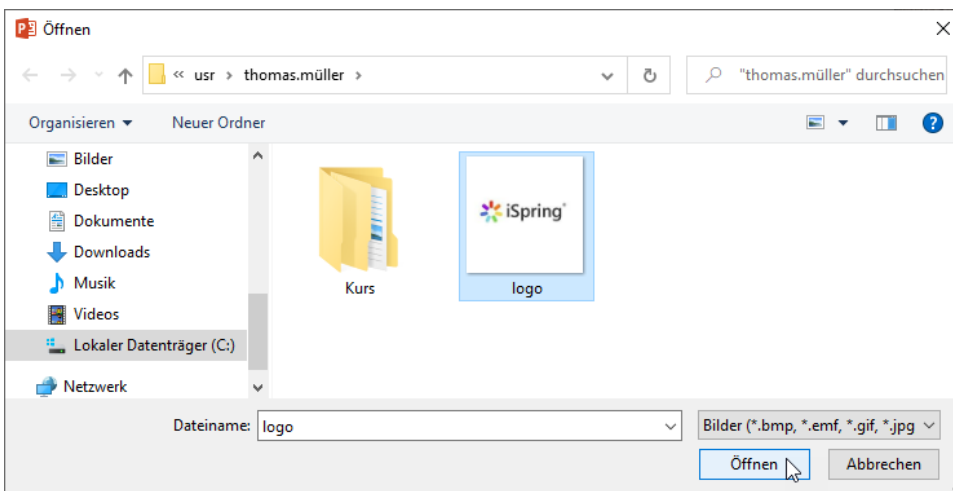 Öffnen
« usr › thomas.müller ›
"thomas.müller" durchsuchen
Organisieren
Neuer Ordner
Bilder
Desktop
Dokumente
Downloads
Musik
Videos
Lokaler Datenträger (C:)
Netzwerk
iSpring®
Kurs
logo
Dateiname: logo
Bilder (*.bmp, *.emf, *.gif, *.jpg
Öffnen
Abbrechen